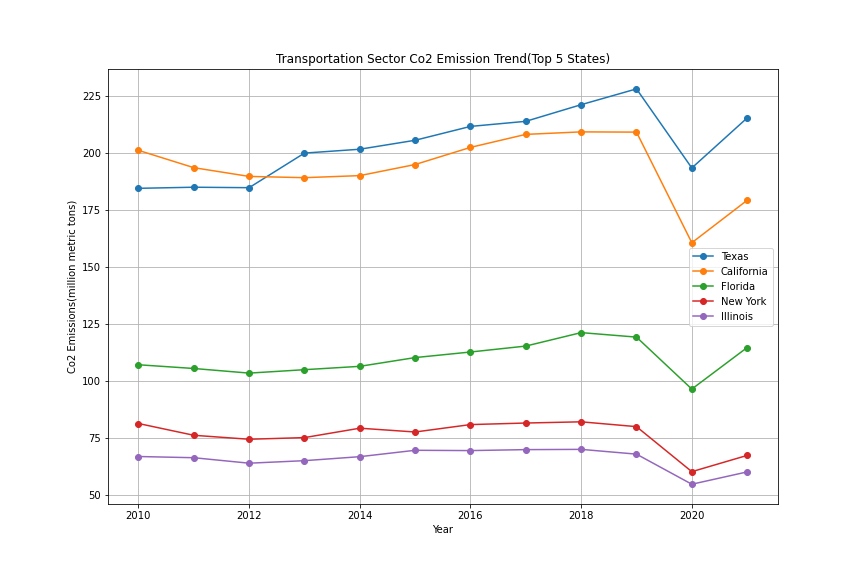 Transportation Sector Co2 Emission Trend(Top 5 States)
Co2 Emissions(million metric tons)
225
200
175
150
125
100
75
50
Texas
California
Florida
New York
Illinois
2010 2012 2014 2016 2018 2020
Year